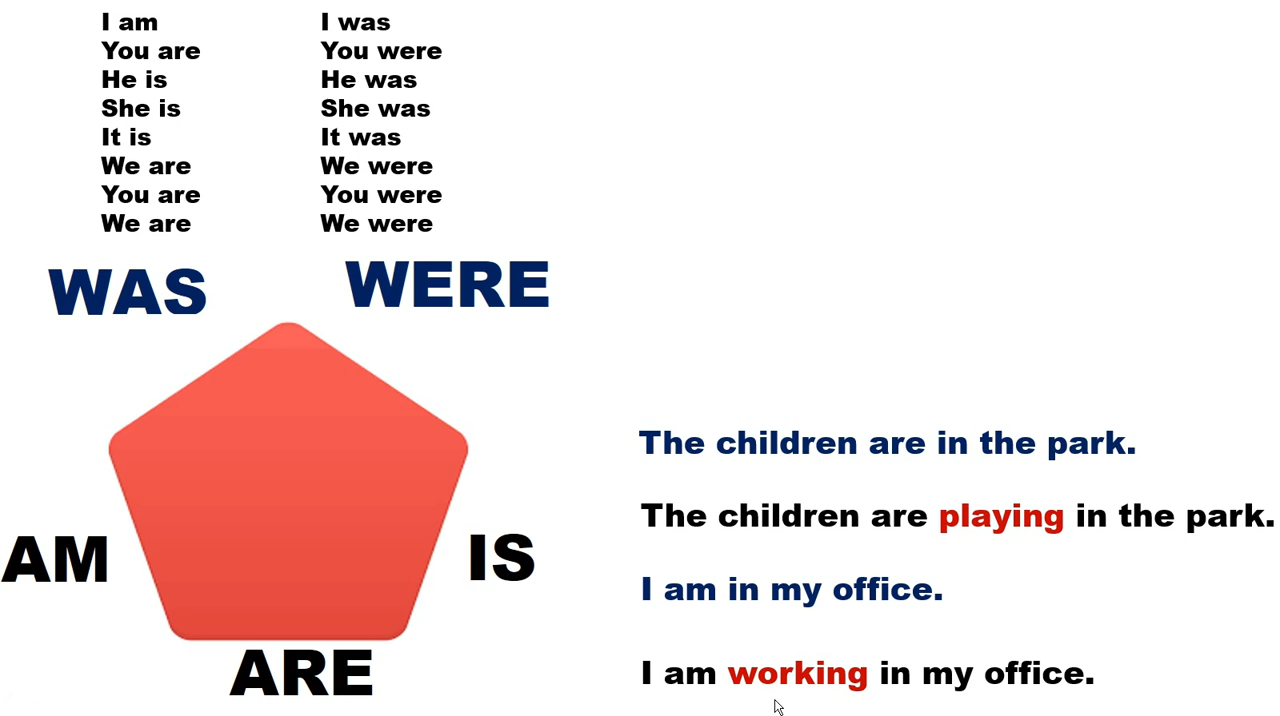 I am
You are
He is
She is
It is
We are
You are
We are
I was
You were
He was
She was
It was
We were
You were
We were
WAS
WERE
AM
IS
ARE
The children are in the park.
The children are playing in the park.
I am in my office.
I am working in my office.